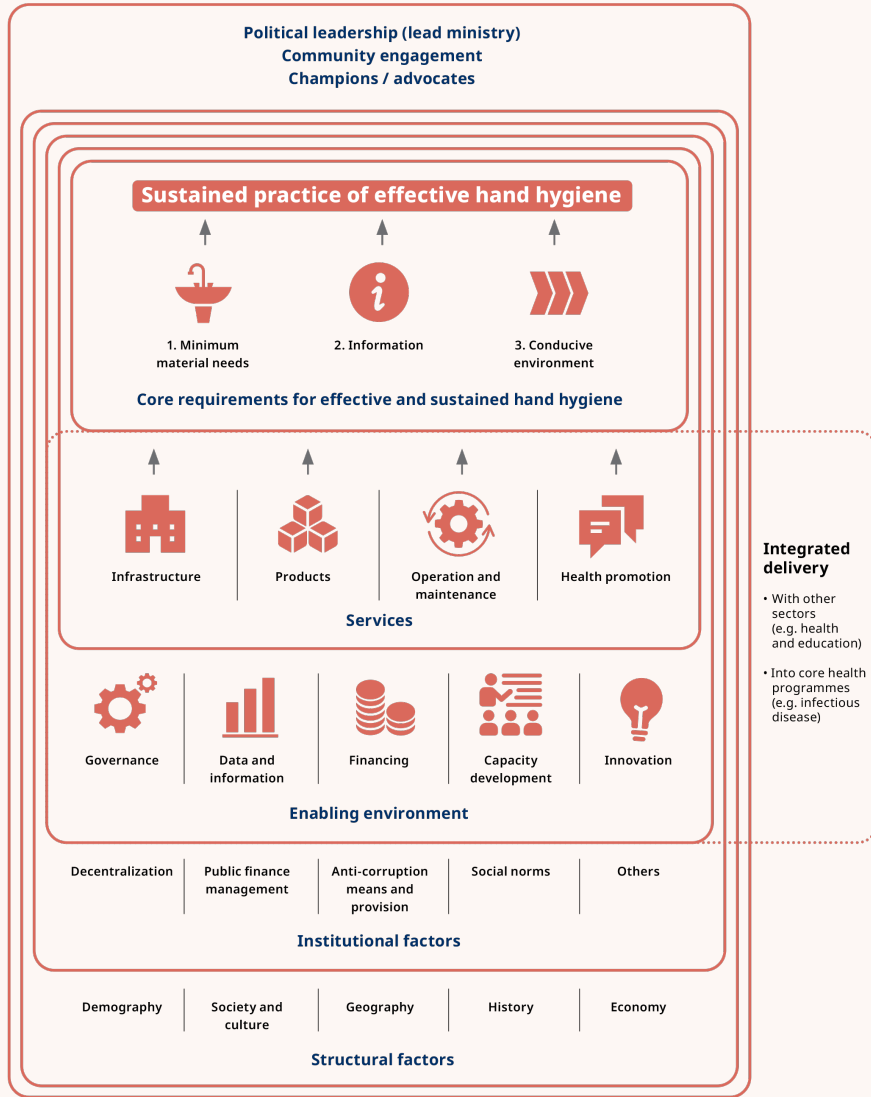 Political leadership (lead ministry)
Community engagement
Champions / advocates
Sustained practice of effective hand hygiene
1. Minimum
material needs
2. Information
3. Conducive
environment
Core requirements for effective and sustained hand hygiene
Infrastructure
Products
Operation and
maintenance
Health promotion
Services
Governance
Data and
information
Financing
Capacity
development
Innovation
Enabling environment
Integrated
delivery
• With other
sectors
(e.g. health
and education)
• Into core health
programmes
(e.g. infectious
disease)
Decentralization
Public finance
management
Anti-corruption
means and
provision
Social norms
Others
Institutional factors
Demography
Society and
culture
Geography
History
Economy
Structural factors